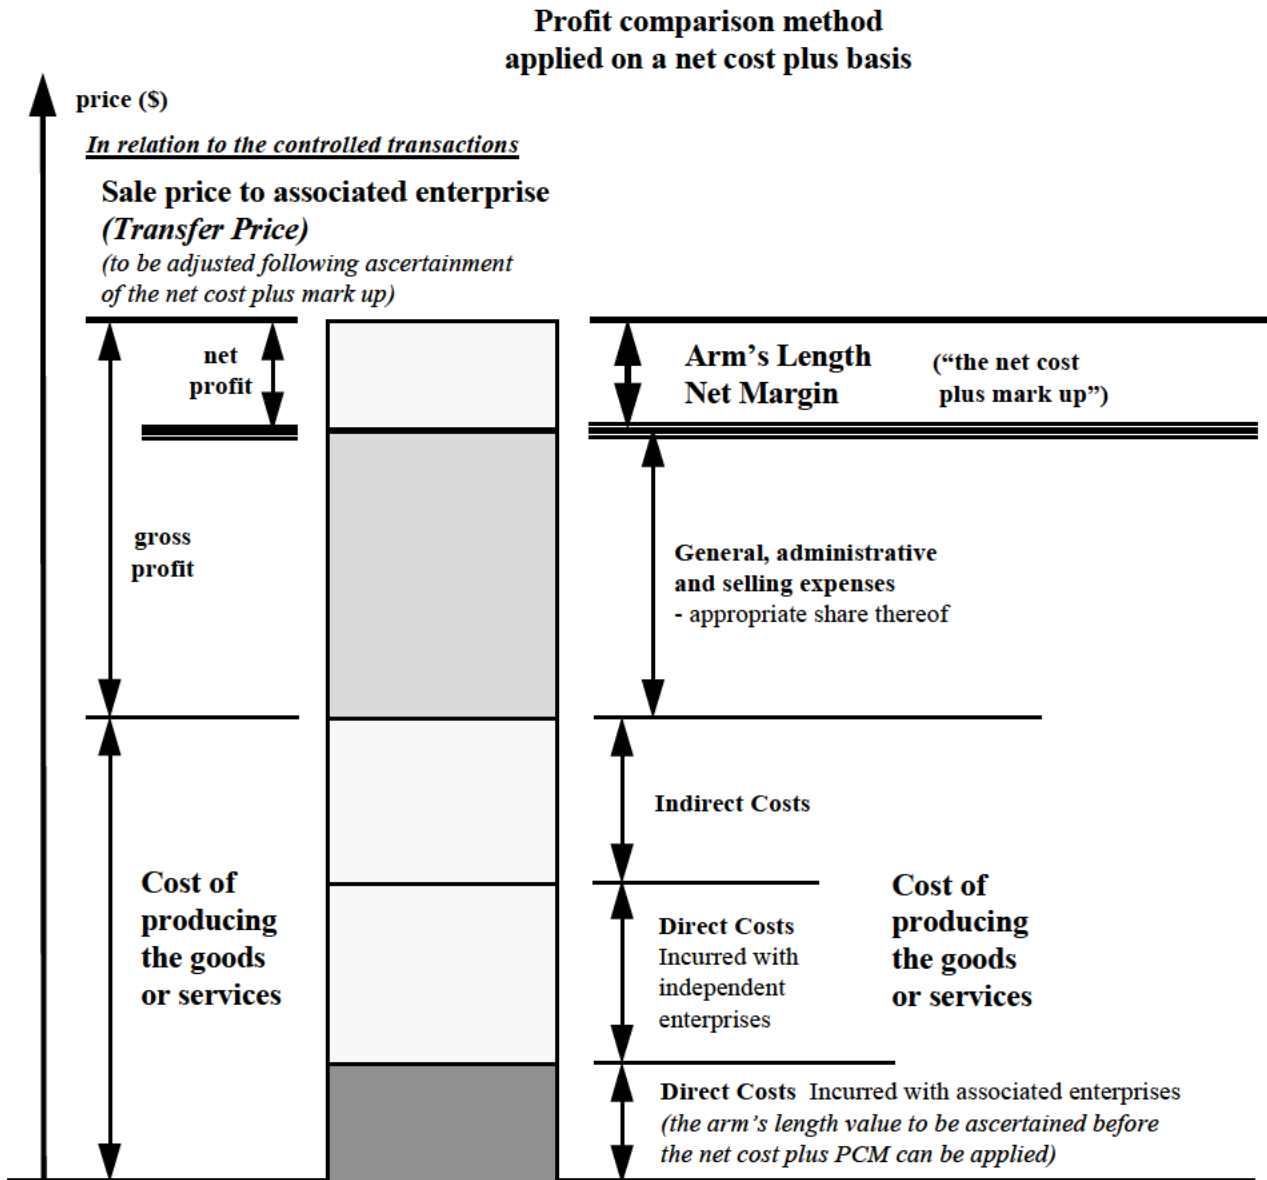 Profit comparison method
applied on a net cost plus basis
price ($)
In relation to the controlled transactions
Sale price to associated enterprise
(Transfer Price)
(to be adjusted following ascertainment
of the net cost plus mark up)
net
profit
Arm’s Length
Net Margin
(“the net cost
plus mark up”)
gross
profit
General, administrative
and selling expenses
- appropriate share thereof
Indirect Costs
Cost of
producing
the goods
or services
Direct Costs
Incurred with
independent
enterprises
Cost of
producing
the goods
or services
Direct Costs Incurred with associated enterprises
(the arm’s length value to be ascertained before
the net cost plus PCM can be applied)